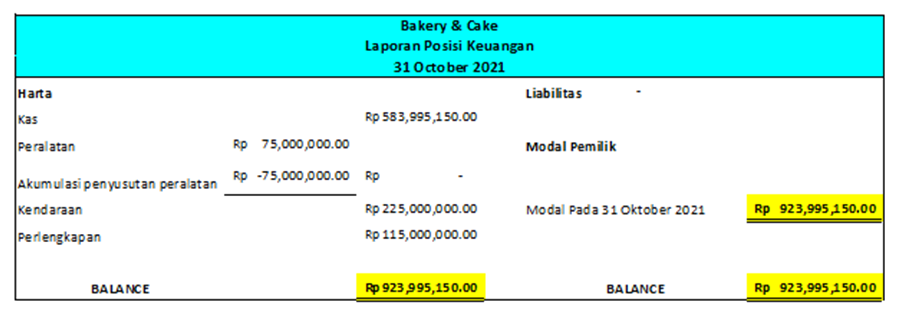 Bakery & Cake
Laporan Posisi Keuangan
31 October 2021
Harta Liabilitas -
Kas Rp 583,995,150.00
Peralatan Rp 75,000,000.00 Modal Pemilik
Akumulasi penyusutan peralatan Rp -75,000,000.00 Rp -
Kendaraan Rp 225,000,000.00 Modal Pada 31 Oktober 2021 Rp 923,995,150.00
Perlengkapan Rp 115,000,000.00
BALANCE Rp 923,995,150.00 BALANCE Rp 923,995,150.00